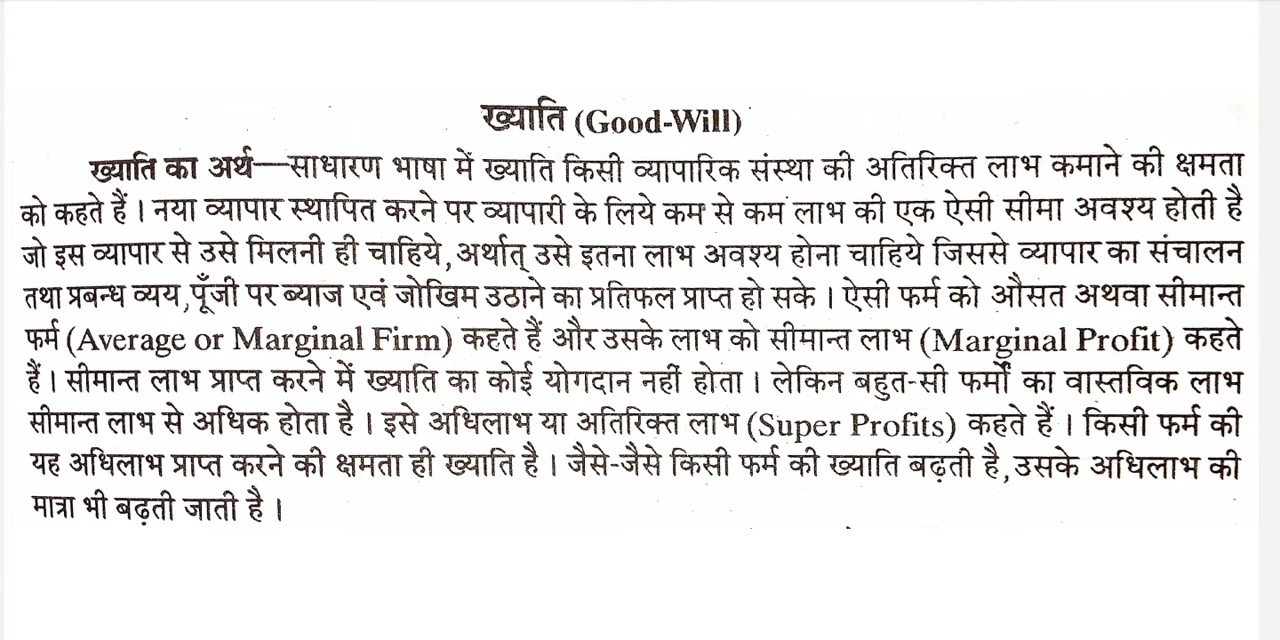 ख्याति (Good-Will)
ख्याति का अर्थ—साधारण भाषा में ख्याति किसी व्यापारिक संस्था की अतिरिक्त लाभ कमाने की क्षमता
को कहते हैं। नया व्यापार स्थापित करने पर व्यापारी के लिये कम से कम लाभ की एक ऐसी सीमा अवश्य होती है
जो इस व्यापार से उसे मिलनी ही चाहिये, अर्थात् उसे इतना लाभ अवश्य होना चाहिये जिससे व्यापार का संचालन
तथा प्रबन्ध व्यय, पूँजी पर ब्याज एवं जोखिम उठाने का प्रतिफल प्राप्त हो सके। ऐसी फर्म को औसत अथवा सीमान्त
फर्म (Average or Marginal Firm) कहते हैं और उसके लाभ को सीमान्त लाभ (Marginal Profit) कहते
हैं। सीमान्त लाभ प्राप्त करने में ख्याति का कोई योगदान नहीं होता। लेकिन बहुत-सी फर्मों का वास्तविक लाभ
सीमान्त लाभ से अधिक होता है। इसे अधिलाभ या अतिरिक्त लाभ (Super Profits) कहते हैं। किसी फर्म की
यह अधिलाभ प्राप्त करने की क्षमता ही ख्याति है। जैसे-जैसे किसी फर्म की ख्याति बढ़ती है, उसके अधिलाभ की
मात्रा भी बढ़ती जाती है।